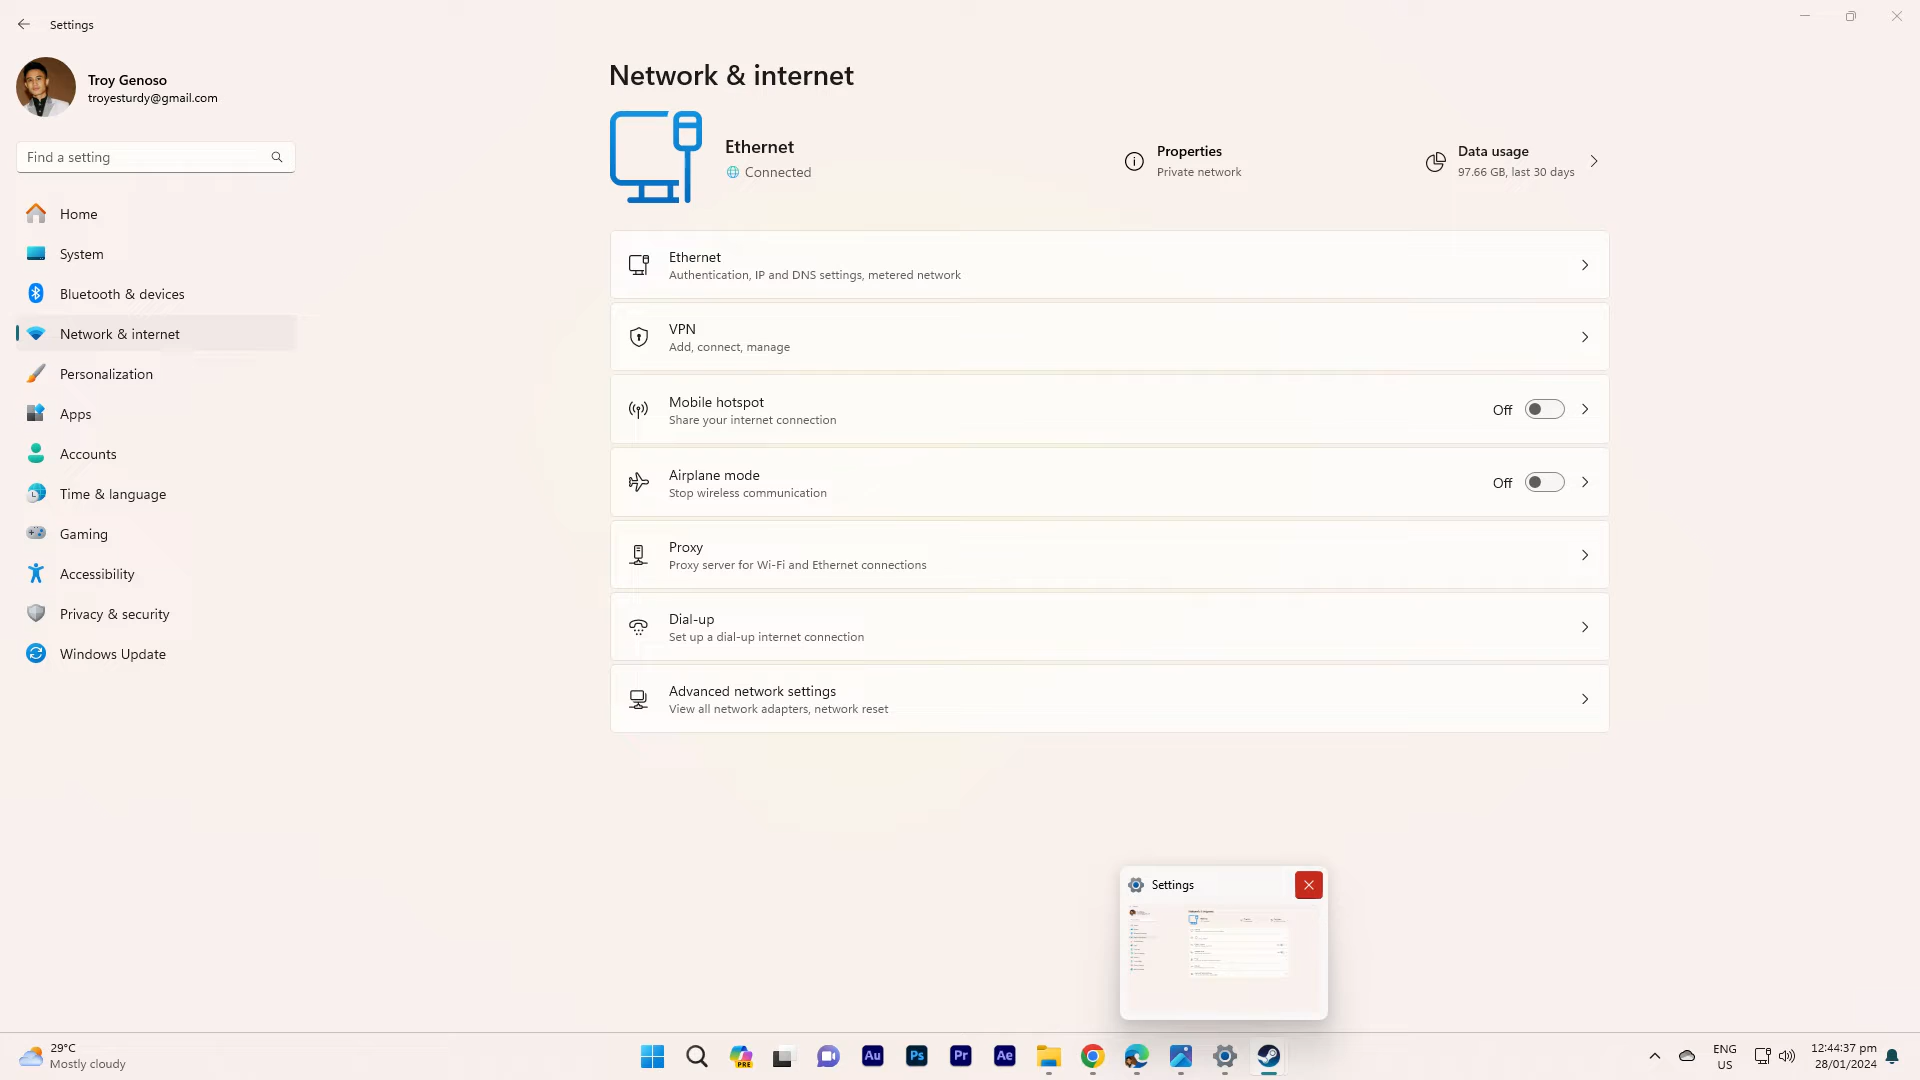 Settings
Troy Genoso
troyesturdy@gmail.com
Find a setting
Home
System
Bluetooth & devices
Network & internet
Personalization
Apps
Accounts
Time & language
Gaming
Accessibility
Privacy & security
Windows Update
Network & internet
Ethernet
Connected
Properties
Private network
Data usage
97.66 GB, last 30 days
Ethernet
Authentication, IP and DNS settings, metered network
VPN
Add, connect, manage
Mobile hotspot
Share your internet connection
Off
Airplane mode
Stop wireless communication
Off
Proxy
Proxy server for Wi-Fi and Ethernet connections
Dial-up
Set up a dial-up internet connection
Advanced network settings
View all network adapters, network reset
Settings
29°C
Mostly cloudy
PRE
Au
Ps
Pr
Ae
ENG
US
12:44:37 pm
28/01/2024